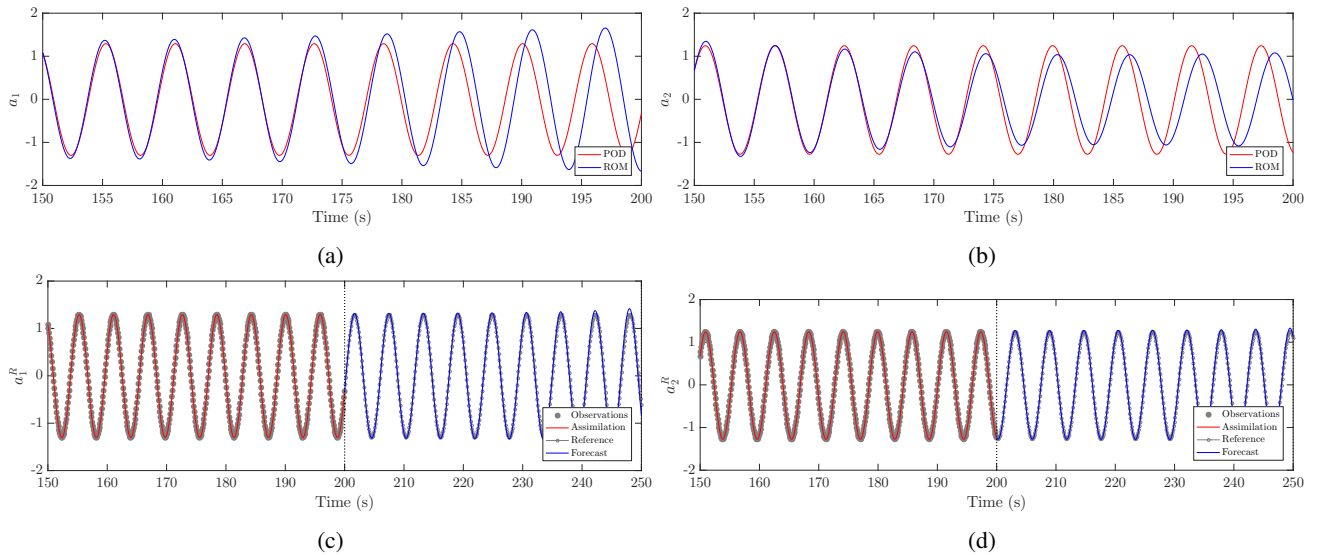 2
1
0
-1
-2
a₁
150 155 160 165 170 175 180 185 190 195 200
Time (s)
POD
ROM
(a)
2
1
0
-1
-2
a₂
150 155 160 165 170 175 180 185 190 195 200
Time (s)
POD
ROM
(b)
2
1
0
-1
-2
a₁ᴿ
150 160 170 180 190 200 210 220 230 240 250
Time (s)
Observations
Assimilation
Reference
Forecast
(c)
2
1
0
-1
-2
a₂ᴿ
150 160 170 180 190 200 210 220 230 240 250
Time (s)
Observations
Assimilation
Reference
Forecast
(d)